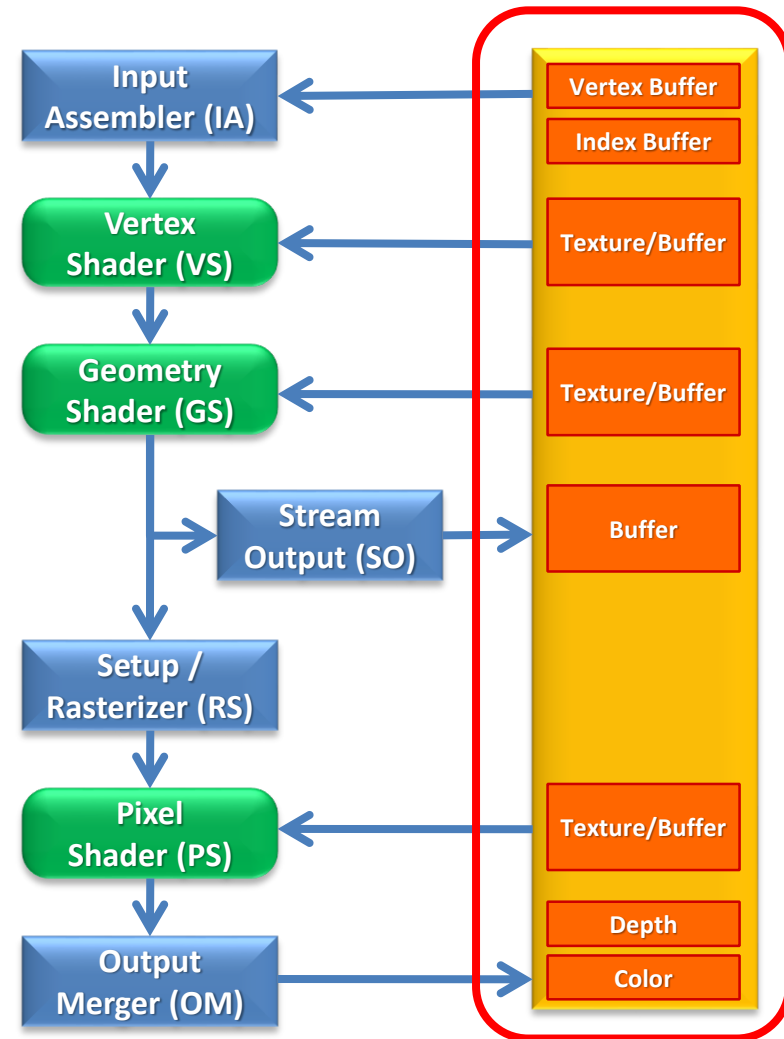 Input
Assembler (IA)
Vertex Buffer
Index Buffer
Vertex
Shader (VS)
Texture/Buffer
Geometry
Shader (GS)
Texture/Buffer
Stream
Output (SO)
Buffer
Setup /
Rasterizer (RS)
Pixel
Shader (PS)
Texture/Buffer
Depth
Output
Merger (OM)
Color